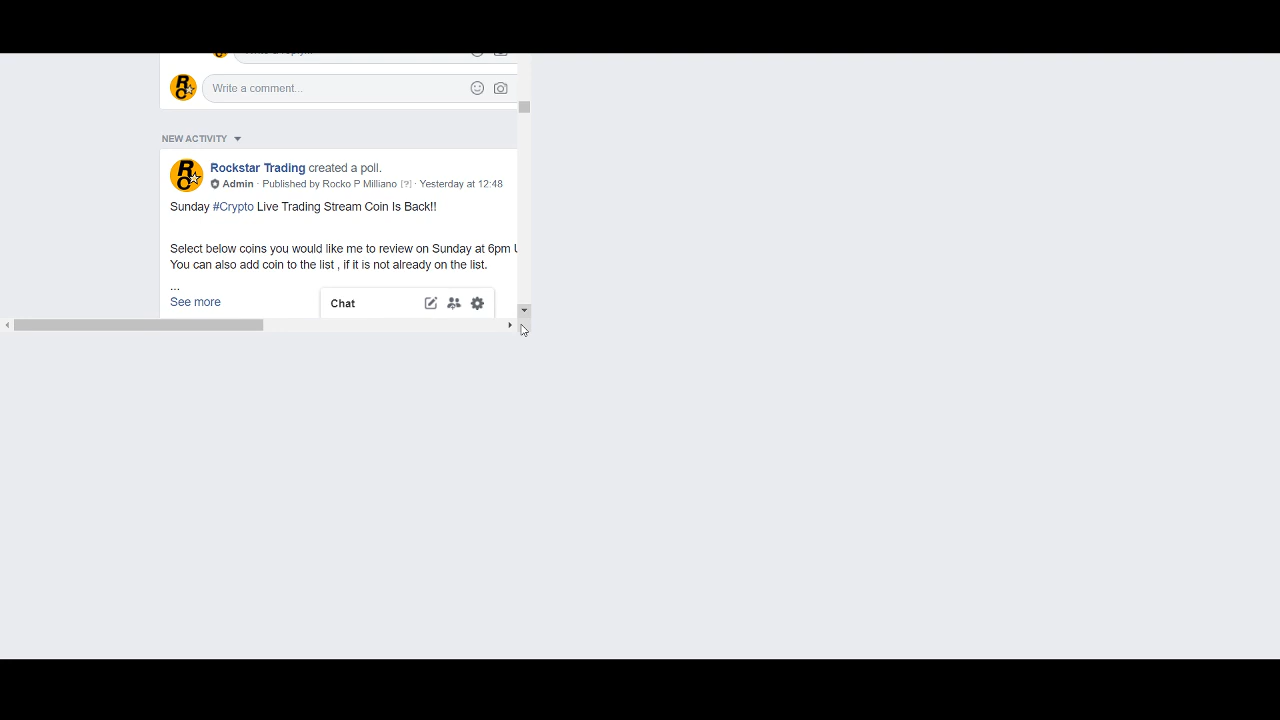 Write a comment...
NEW ACTIVITY
Rockstar Trading created a poll.
Admin · Published by Rocko P Milliano [?] · Yesterday at 12:48
Sunday #Crypto Live Trading Stream Coin Is Back!!
Select below coins you would like me to review on Sunday at 6pm
You can also add coin to the list , if it is not already on the list.
...
See more
Chat